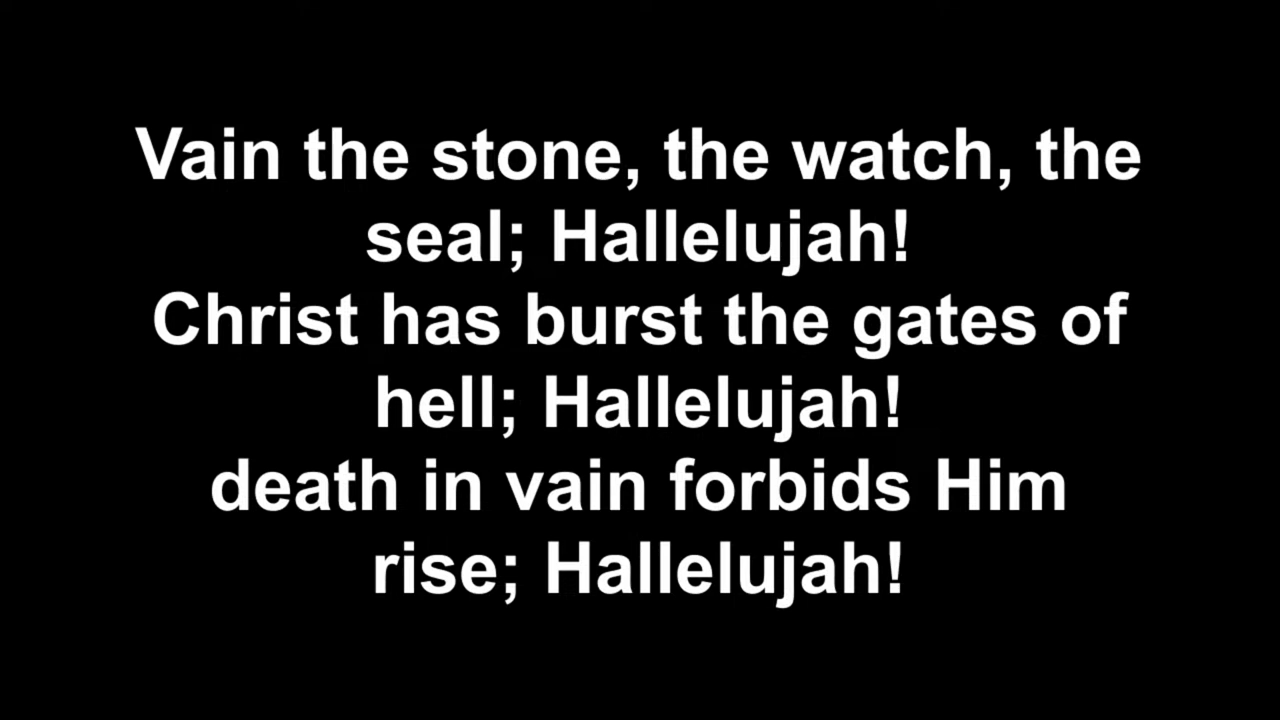 Vain the stone, the watch, the
seal; Hallelujah!
Christ has burst the gates of
hell; Hallelujah!
death in vain forbids Him
rise; Hallelujah!